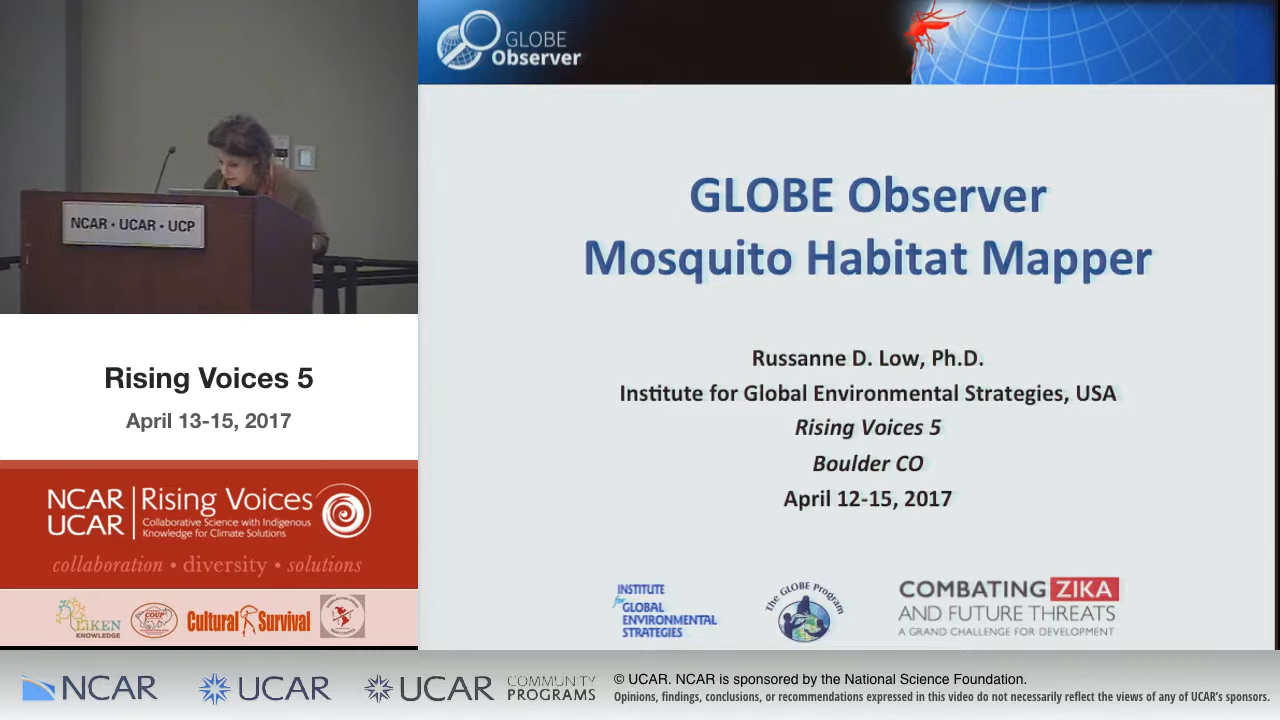 GLOBE
Observer
NCAR • UCAR • UCP
GLOBE Observer
Mosquito Habitat Mapper
Russanne D. Low, Ph.D.
Institute for Global Environmental Strategies, USA
Rising Voices 5
Boulder CO
April 12-15, 2017
INSTITUTE
for GLOBAL
ENVIRONMENTAL
STRATEGIES
The GLOBE Program
COMBATING ZIKA
AND FUTURE THREATS
A GRAND CHALLENGE FOR DEVELOPMENT
Rising Voices 5
April 13-15, 2017
NCAR
UCAR
Rising Voices
Collaborative Science with Indigenous
Knowledge for Climate Solutions
collaboration • diversity • solutions
LIKEN
KNOWLEDGE
COUP
Cultural Survival
NCAR
UCAR
UCAR
COMMUNITY
PROGRAMS
© UCAR. NCAR is sponsored by the National Science Foundation.
Opinions, findings, conclusions, or recommendations expressed in this video do not necessarily reflect the views of any of UCAR's sponsors.